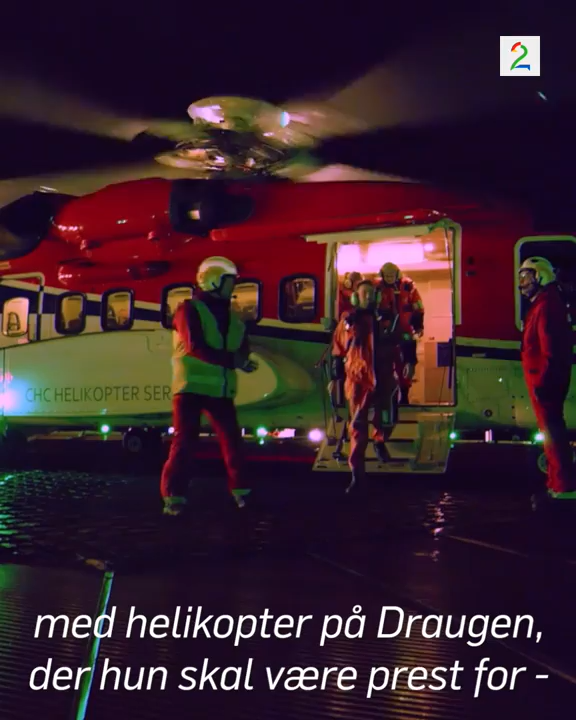 2
CHC HELIKOPTER SER
med helikopter på Draugen,
der hun skal være prest for -